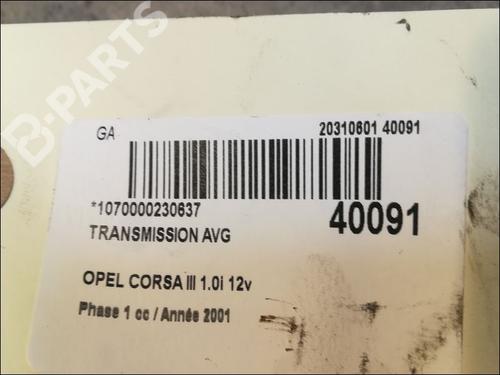 B-PARTS
GA
20310601 40091
*1070000230637
40091
TRANSMISSION AVG
OPEL CORSA III 1.0i 12v
Phase 1 cc / Année 2001